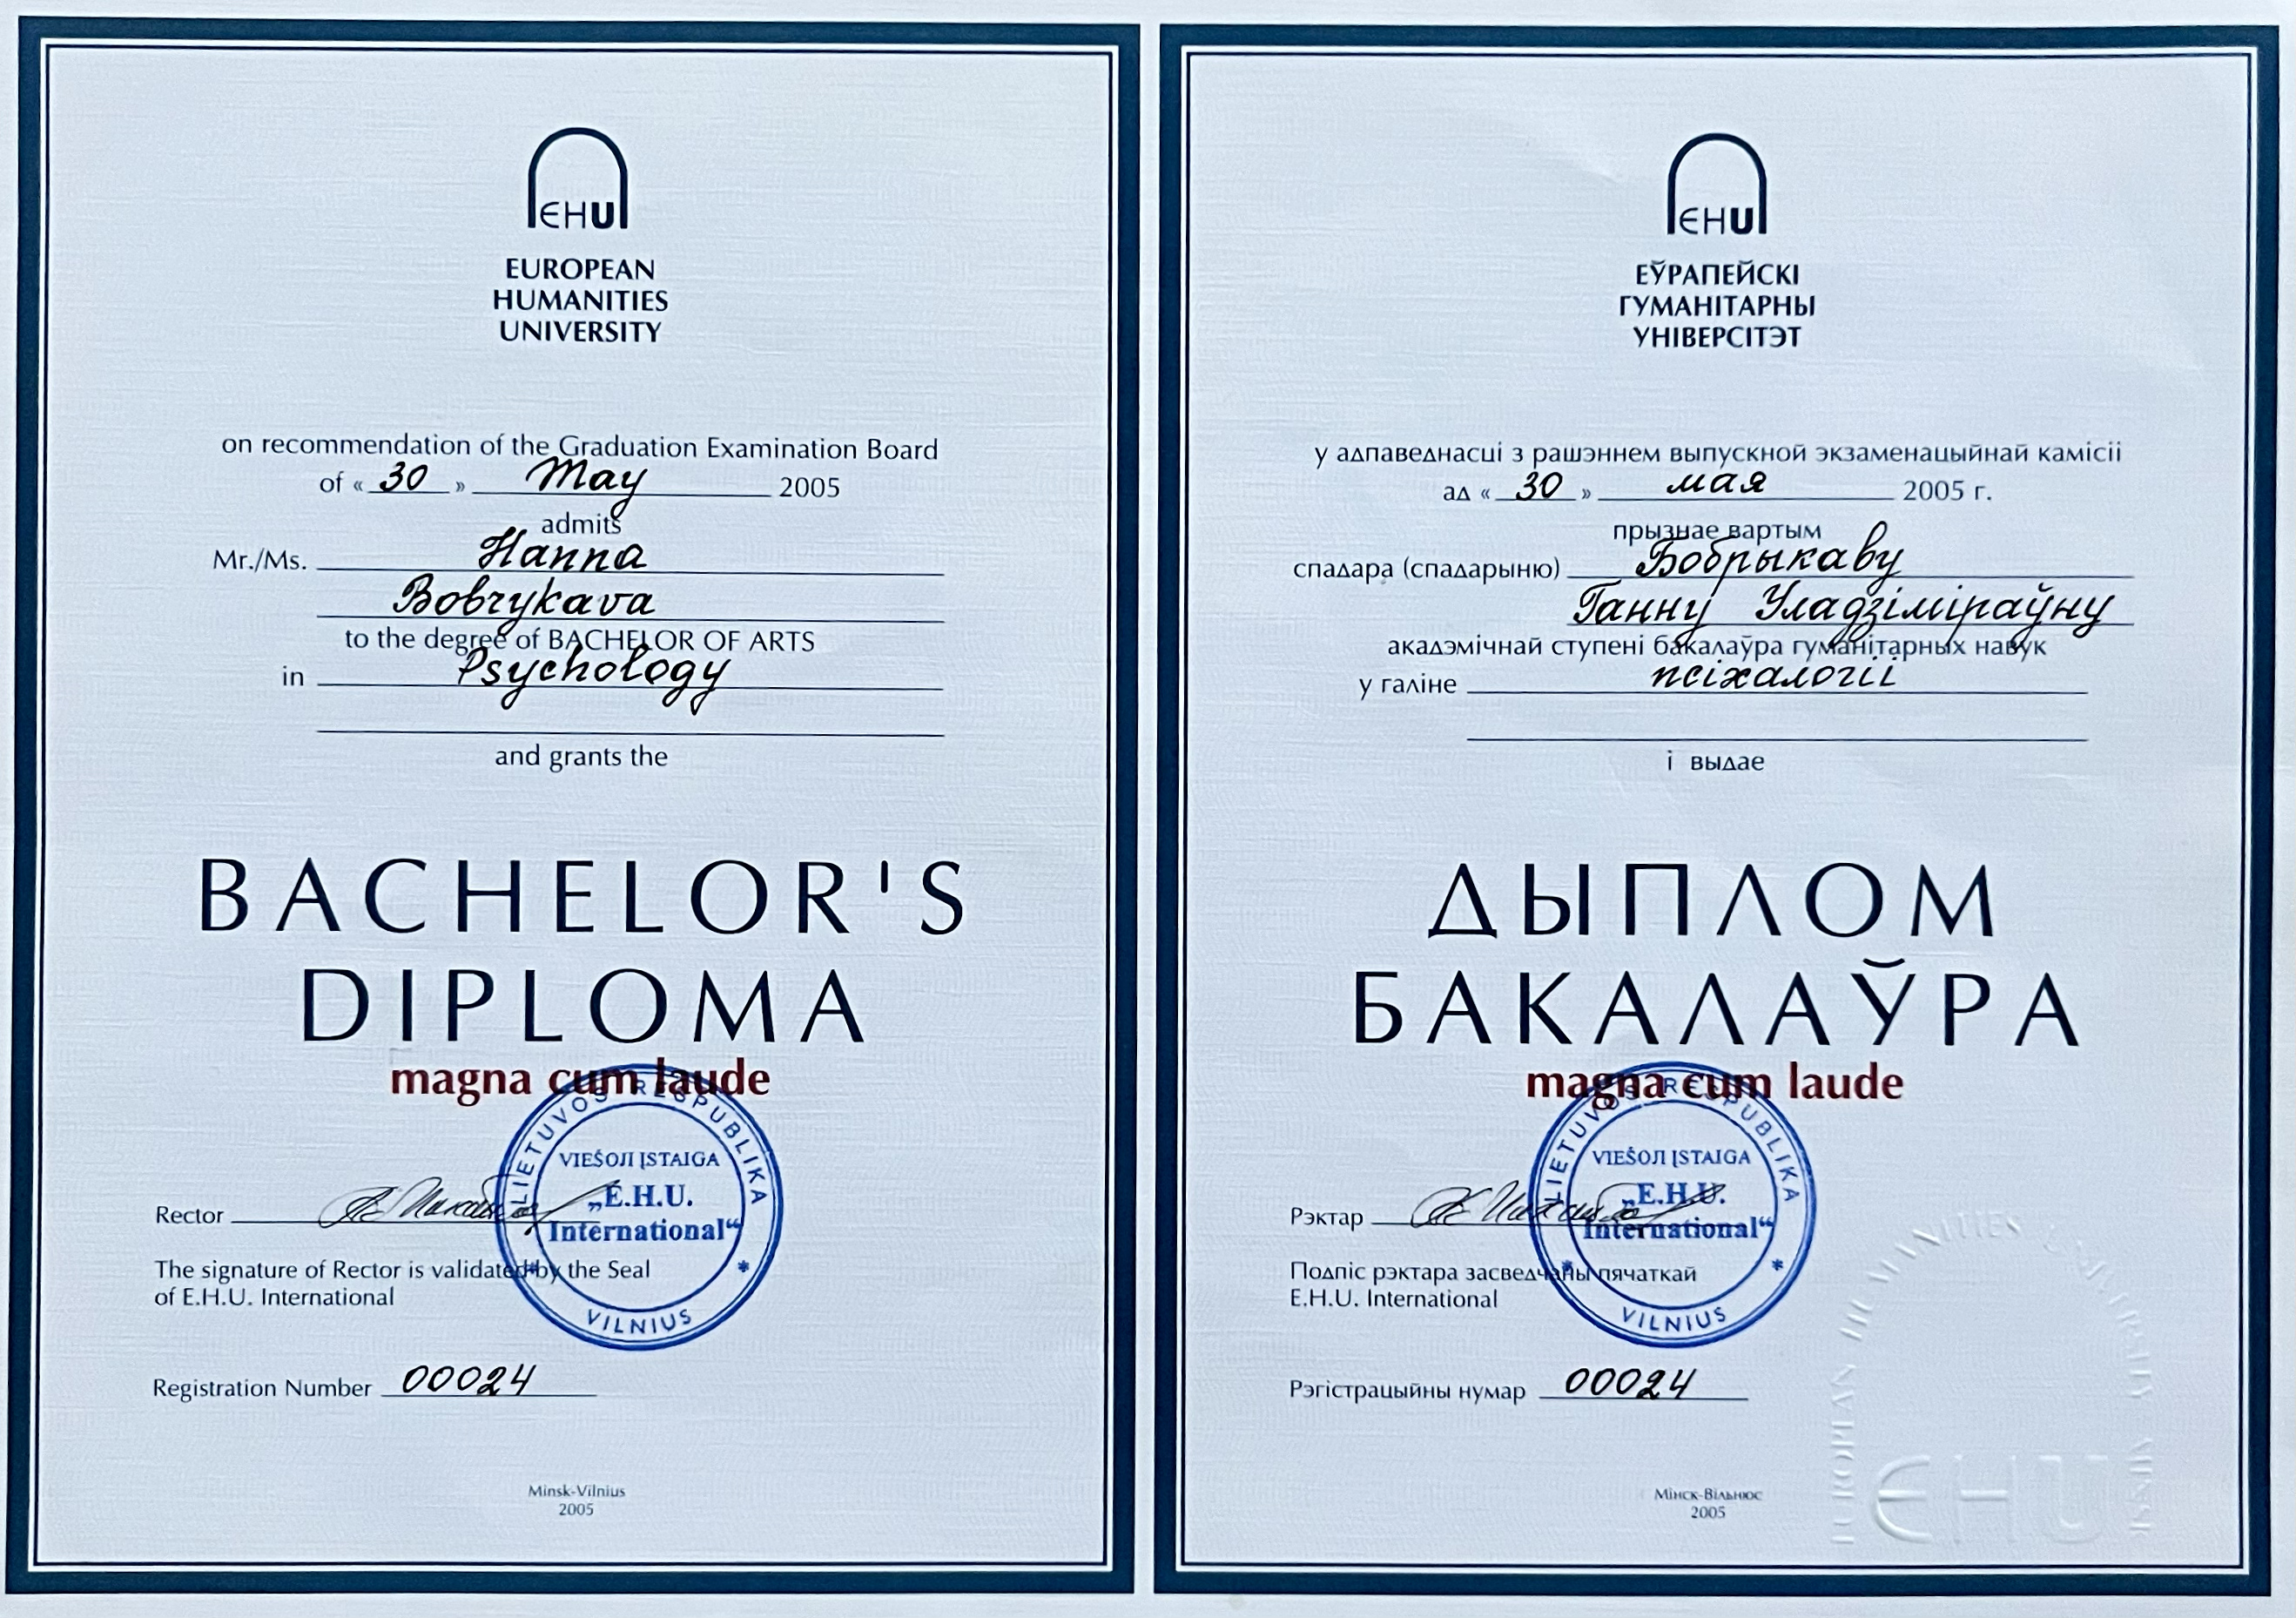 EHU
EUROPEAN
HUMANITIES
UNIVERSITY
on recommendation of the Graduation Examination Board
of « 30 » May 2005
admits
Mr./Ms. Hanna
Bobrykava
to the degree of BACHELOR OF ARTS
in Psychology
and grants the
BACHELOR'S
DIPLOMA
magna cum laude
LIETUVOS RESPUBLIKA
VIEŠOJI ĮSTAIGA
„E.H.U.
International“
* VILNIUS *
Rector
The signature of Rector is validated by the Seal
of E.H.U. International
Registration Number 00024
Minsk-Vilnius
2005
EHU
ЕЎРАПЕЙСКІ
ГУМАНІТАРНЫ
УНІВЕРСІТЭТ
у адпаведнасці з рашэннем выпускной экзаменацыйнай камісіі
ад « 30 » мая 2005 г.
прызнае вартым
спадара (спадарыню) Бобрыкаву
Ганну Уладзіміраўну
акадэмічнай ступені бакалаўра гуманітарных навук
у галіне псіхалогіі
і выдае
ДЫПЛОМ
БАКАЛАЎРА
magna cum laude
LIETUVOS RESPUBLIKA
VIEŠOJI ĮSTAIGA
„E.H.U.
International“
* VILNIUS *
Рэктар
Подпіс рэктара засведчаны пячаткай
E.H.U. International
Рэгістрацыйны нумар 00024
Мінск-Вільнюс
2005
EUROPEAN HUMANITIES UNIVERSITY MINSK
EHU